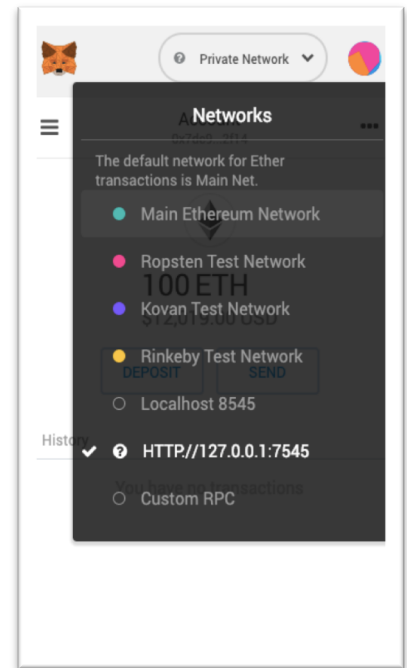 Private Network
Networks
0x7dc9...2f14
The default network for Ether
transactions is Main Net.
Main Ethereum Network
Ropsten Test Network
100 ETH
Kovan Test Network
$12,019.00 USD
Rinkeby Test Network
DEPOSIT SEND
Localhost 8545
History
HTTP://127.0.0.1:7545
You have no transactions
Custom RPC